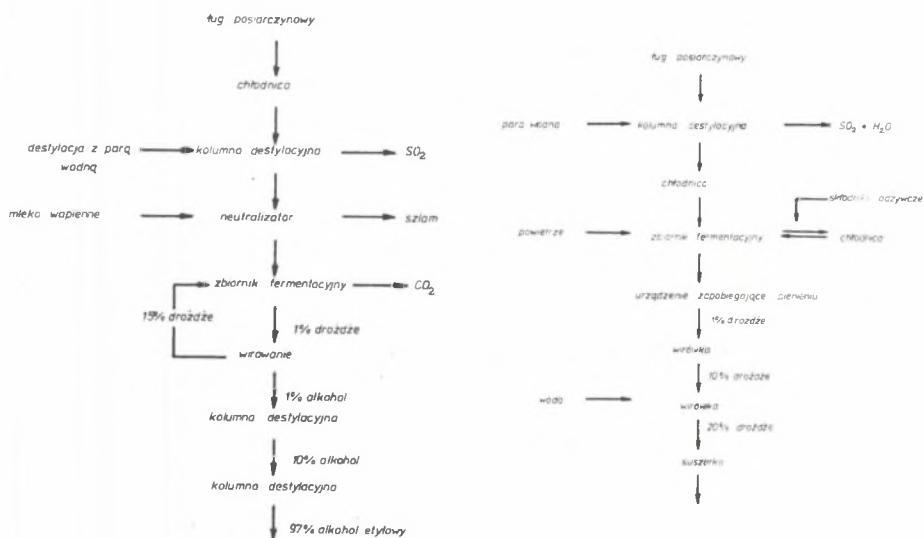 ług posiarczynowy
chłodnica
destylacja z parą
wodną
kolumna destylacyjna
SO₂
mleko wapienne
neutralizator
szlam
zbiornik fermentacyjny
CO₂
15% drożdże
1% drożdże
wirowanie
1% alkohol
kolumna destylacyjna
10% alkohol
kolumna destylacyjna
97% alkohol etylowy
ług posiarczynowy
para wodna
kolumna destylacyjna
SO₂ + H₂O
chłodnica
składniki odżywcze
powietrze
zbiornik fermentacyjny
chłodnica
urządzenie zapobiegające pienieniu
1% drożdże
wirówka
10% drożdże
woda
wirówka
20% drożdże
suszarka